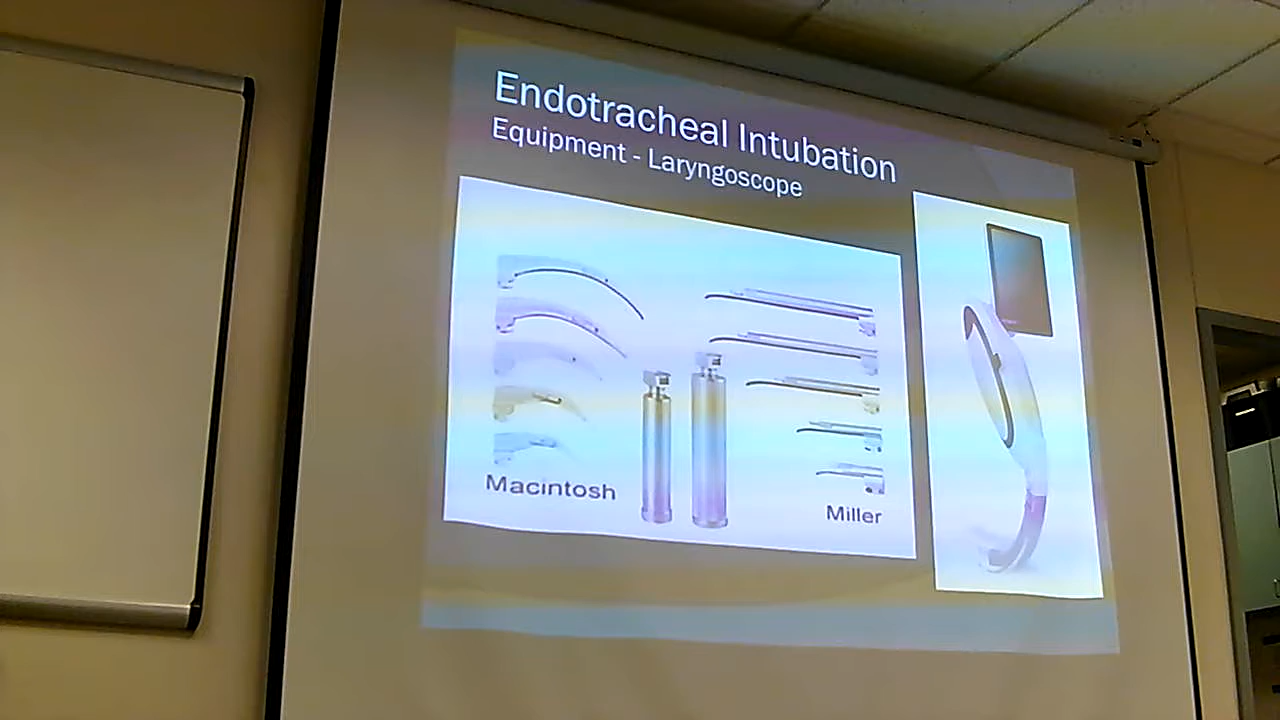 Endotracheal Intubation
Equipment - Laryngoscope
Macintosh
Miller